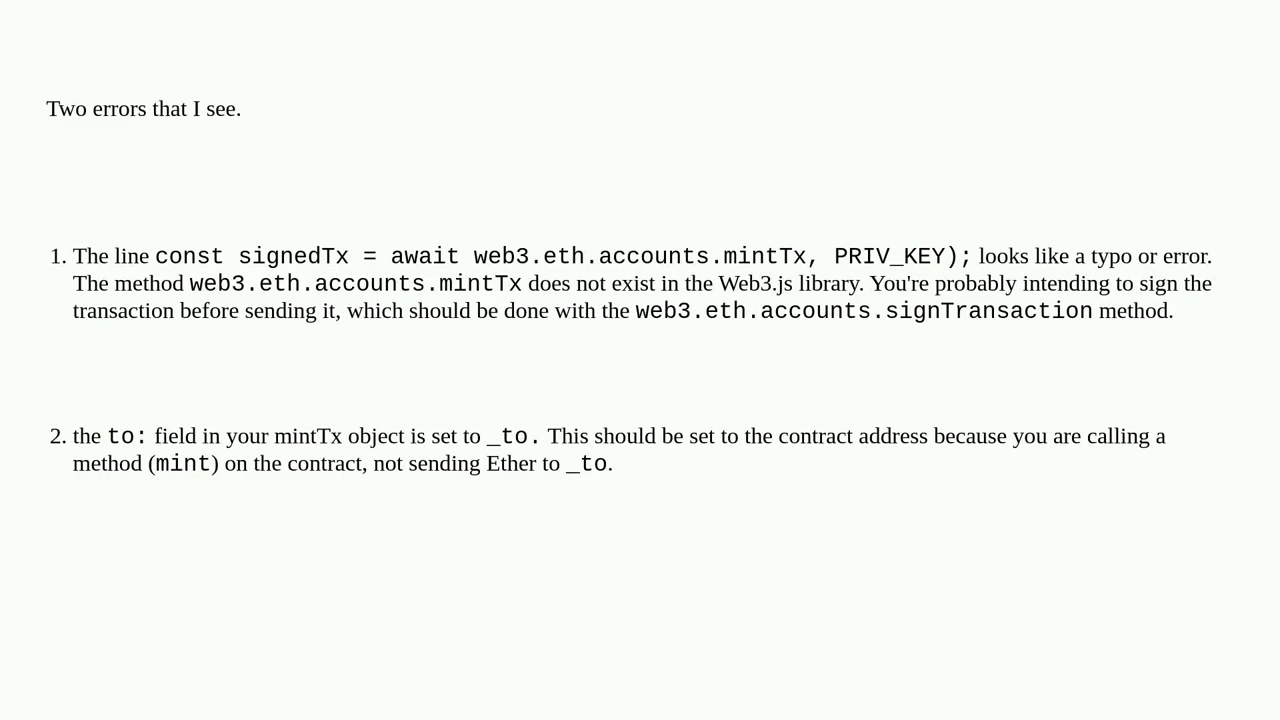 Two errors that I see.
1. The line const signedTx = await web3.eth.accounts.mintTx, PRIV_KEY); looks like a typo or error.
The method web3.eth.accounts.mintTx does not exist in the Web3.js library. You're probably intending to sign the
transaction before sending it, which should be done with the web3.eth.accounts.signTransaction method.
2. the to: field in your mintTx object is set to _to. This should be set to the contract address because you are calling a
method (mint) on the contract, not sending Ether to _to.